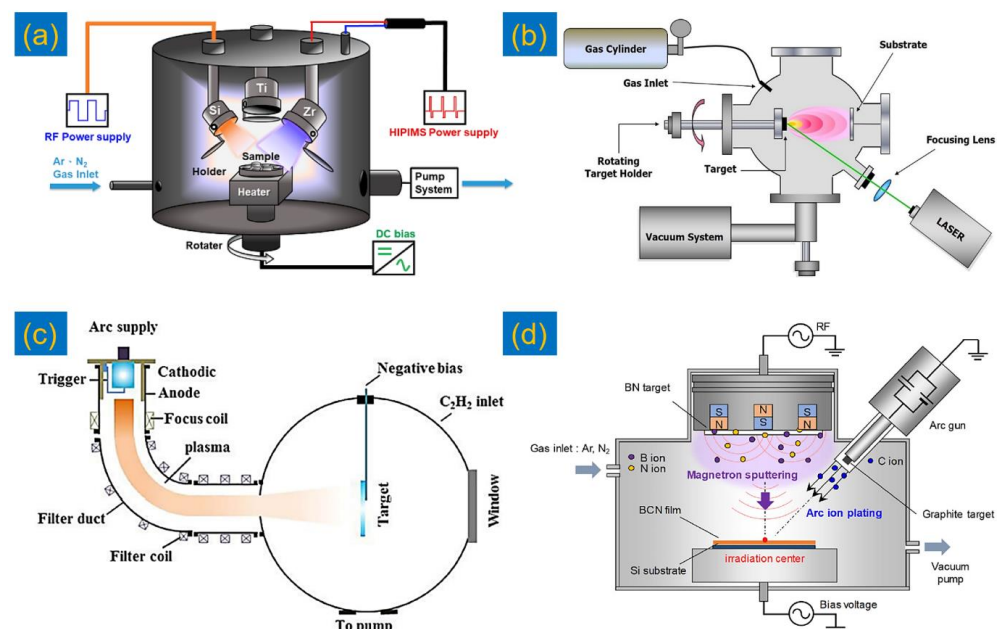 (a)
Ti
Si
Zr
RF Power supply
HIPIMS Power supply
Ar · N₂
Gas Inlet
Sample
Holder
Heater
Pump
System
Rotater
DC bias
(b)
Gas Cylinder
Substrate
Gas Inlet
Focusing Lens
Rotating
Target Holder
Target
Vacuum System
LASER
(c)
Arc supply
Trigger
Cathodic
Anode
Focus coil
plasma
Filter duct
Filter coil
Negative bias
C₂H₂ inlet
Target
Window
To pump
(d)
RF
BN target
S
N
S
N
S
N
Arc gun
Gas inlet : Ar, N₂
B ion
N ion
C ion
Magnetron sputtering
Arc ion plating
Graphite target
BCN film
Si substrate
irradiation center
Vacuum
pump
Bias voltage